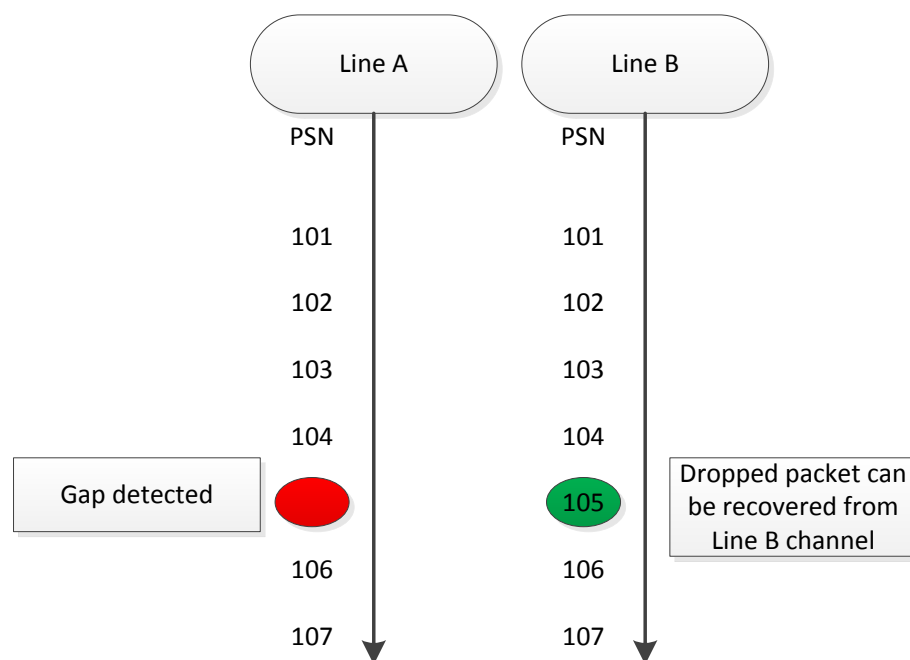 Line A
Line B
PSN
PSN
101
101
102
102
103
103
104
104
Gap detected
105
Dropped packet can
be recovered from
Line B channel
106
106
107
107